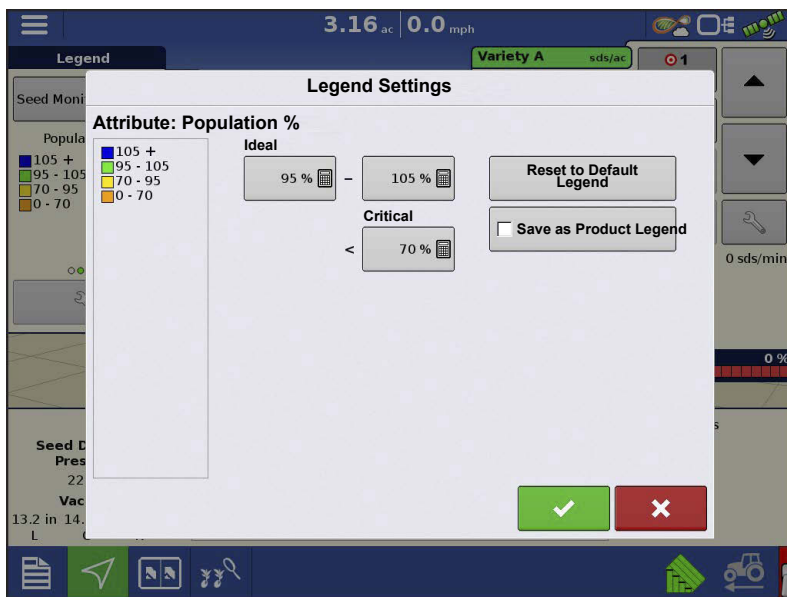 3.16 ac 0.0 mph
Legend
Variety A sds/ac
1
Seed Moni
Legend Settings
Attribute: Population %
Popula
105 +
95 - 105
70 - 95
0 - 70
105 +
95 - 105
70 - 95
0 - 70
Ideal
95 % – 105 %
Critical
< 70 %
Reset to Default
Legend
Save as Product Legend
0 sds/min
0 %
s
Seed D
Pres
22
Vac
13.2 in 14.
L